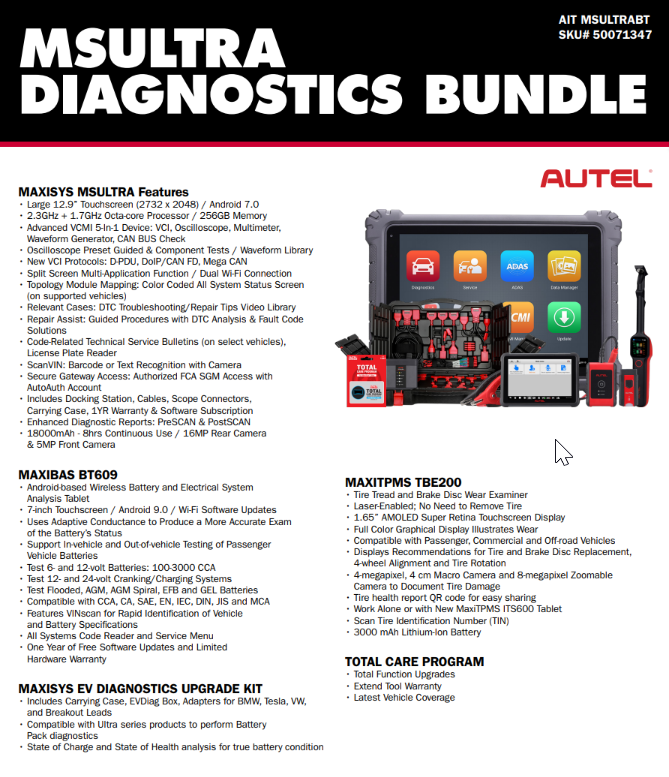 AIT MSULTRABT
SKU# 50071347
MSULTRA
DIAGNOSTICS BUNDLE
AUTEL
MAXISYS MSULTRA Features
· Large 12.9" Touchscreen (2732 x 2048) / Android 7.0
· 2.3GHz + 1.7GHz Octa-core Processor / 256GB Memory
· Advanced VCMI 5-In-1 Device: VCI, Oscilloscope, Multimeter,
Waveform Generator, CAN BUS Check
· Oscilloscope Preset Guided & Component Tests / Waveform Library
· New VCI Protocols: D-PDU, DoIP/CAN FD, Mega CAN
· Split Screen Multi-Application Function / Dual Wi-Fi Connection
· Topology Module Mapping: Color Coded All System Status Screen
(on supported vehicles)
· Relevant Cases: DTC Troubleshooting/Repair Tips Video Library
· Repair Assist: Guided Procedures with DTC Analysis & Fault Code
Solutions
· Code-Related Technical Service Bulletins (on select vehicles),
License Plate Reader
· ScanVIN: Barcode or Text Recognition with Camera
· Secure Gateway Access: Authorized FCA SGM Access with
AutoAuth Account
· Includes Docking Station, Cables, Scope Connectors,
Carrying Case, 1YR Warranty & Software Subscription
· Enhanced Diagnostic Reports: PreSCAN & PostSCAN
· 18000mAh - 8hrs Continuous Use / 16MP Rear Camera
& 5MP Front Camera
Diagnostics
Service
ADAS
ADAS
Data Manager
CMI
Update
TOTAL
TOTAL
MAXIBAS BT609
· Android-based Wireless Battery and Electrical System
Analysis Tablet
· 7-inch Touchscreen / Android 9.0 / Wi-Fi Software Updates
· Uses Adaptive Conductance to Produce a More Accurate Exam
of the Battery's Status
· Support In-vehicle and Out-of-vehicle Testing of Passenger
Vehicle Batteries
· Test 6- and 12-volt Batteries: 100-3000 CCA
· Test 12- and 24-volt Cranking/Charging Systems
· Test Flooded, AGM, AGM Spiral, EFB and GEL Batteries
· Compatible with CCA, CA, SAE, EN, IEC, DIN, JIS and MCA
· Features VINscan for Rapid Identification of Vehicle
and Battery Specifications
· All Systems Code Reader and Service Menu
· One Year of Free Software Updates and Limited
Hardware Warranty
MAXISYS EV DIAGNOSTICS UPGRADE KIT
· Includes Carrying Case, EVDiag Box, Adapters for BMW, Tesla, VW,
and Breakout Leads
· Compatible with Ultra series products to perform Battery
Pack diagnostics
· State of Charge and State of Health analysis for true battery condition
MAXITPMS TBE200
· Tire Tread and Brake Disc Wear Examiner
· Laser-Enabled; No Need to Remove Tire
· 1.65" AMOLED Super Retina Touchscreen Display
· Full Color Graphical Display Illustrates Wear
· Compatible with Passenger, Commercial and Off-road Vehicles
· Displays Recommendations for Tire and Brake Disc Replacement,
4-wheel Alignment and Tire Rotation
· 4-megapixel, 4 cm Macro Camera and 8-megapixel Zoomable
Camera to Document Tire Damage
· Tire health report QR code for easy sharing
· Work Alone or with New MaxiTPMS ITS600 Tablet
· Scan Tire Identification Number (TIN)
· 3000 mAh Lithium-Ion Battery
TOTAL CARE PROGRAM
· Total Function Upgrades
· Extend Tool Warranty
· Latest Vehicle Coverage